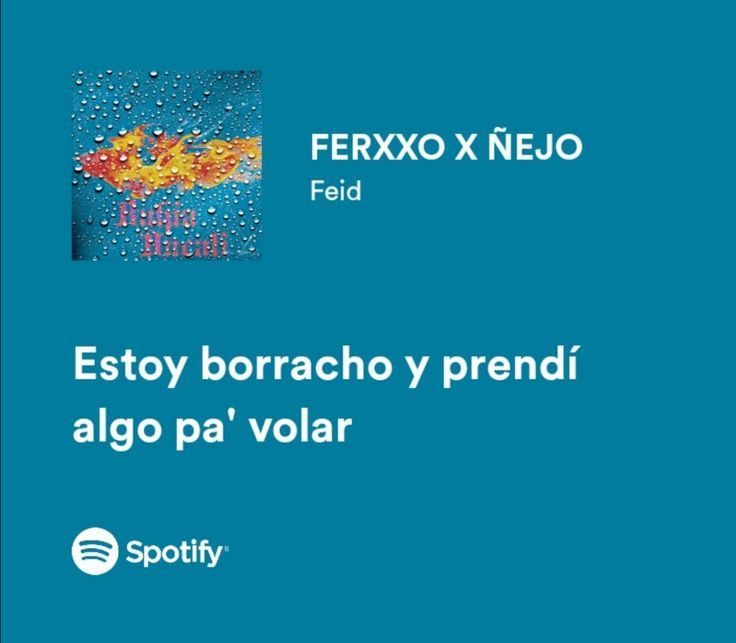 FERXXO X ÑEJO
Feid
Estoy borracho y prendí
algo pa' volar
Spotify